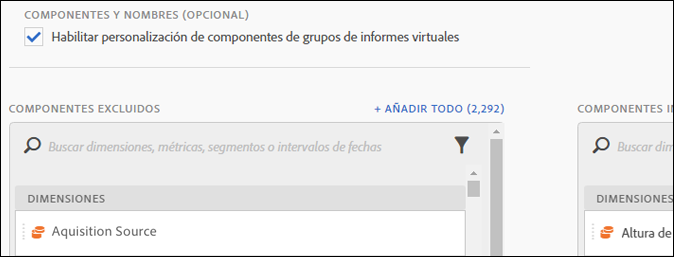 COMPONENTES Y NOMBRES (OPCIONAL)
Habilitar personalización de componentes de grupos de informes virtuales
COMPONENTES EXCLUIDOS
+ AÑADIR TODO (2,292)
COMPONENTES
Buscar dimensiones, métricas, segmentos o intervalos de fechas
Buscar
DIMENSIONES
DIMENSIONES
Aquisition Source
Altura de